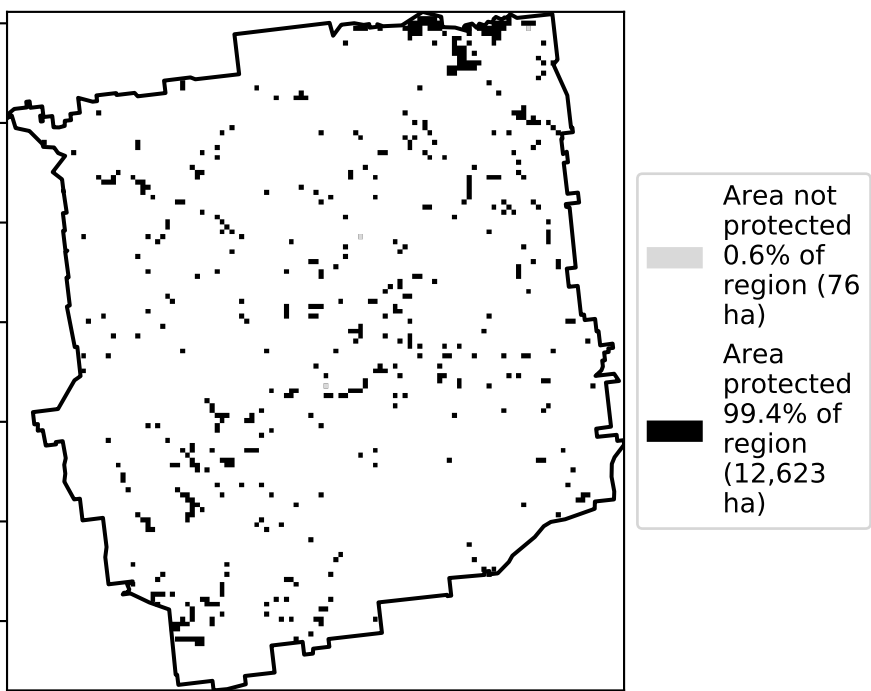 Area not
protected
0.6% of
region (76
ha)
Area
protected
99.4% of
region
(12,623
ha)